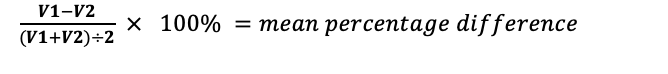 V1−V2
(V1+V2)÷2 × 100% = mean percentage difference